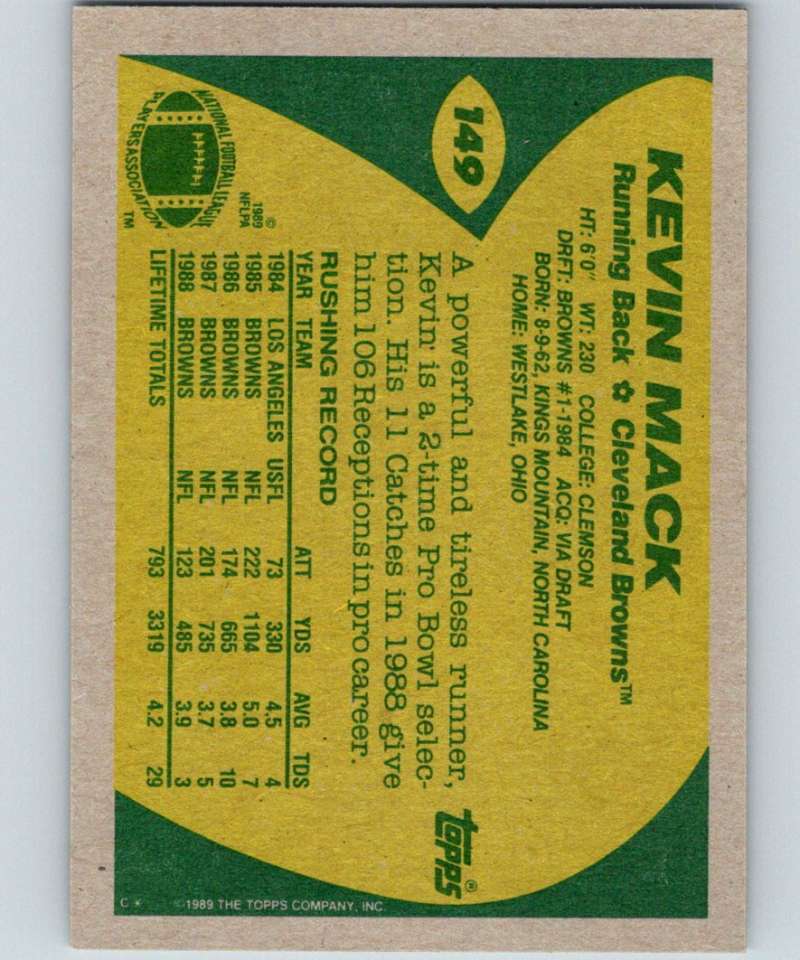 149
KEVIN MACK
Running Back ✿ Cleveland Browns™
HT: 6'0" WT: 230 COLLEGE: CLEMSON
DRFT: BROWNS #1-1984 ACQ: VIA DRAFT
BORN: 8-9-62, KINGS MOUNTAIN, NORTH CAROLINA
HOME: WESTLAKE, OHIO
A powerful and tireless runner,
Kevin is a 2-time Pro Bowl selec-
tion. His 11 Catches in 1988 give
him 106 Receptions in pro career.
topps®
NATIONAL FOOTBALL LEAGUE
PLAYERS ASSOCIATION
TM
©
1989
NFLPA
RUSHING RECORD
YEAR TEAM ATT YDS AVG TDS
1984 LOS ANGELES USFL 73 330 4.5 4
1985 BROWNS NFL 222 1104 5.0 7
1986 BROWNS NFL 174 665 3.8 10
1987 BROWNS NFL 201 735 3.7 5
1988 BROWNS NFL 123 485 3.9 3
LIFETIME TOTALS 793 3319 4.2 29
C * ©1989 THE TOPPS COMPANY, INC.